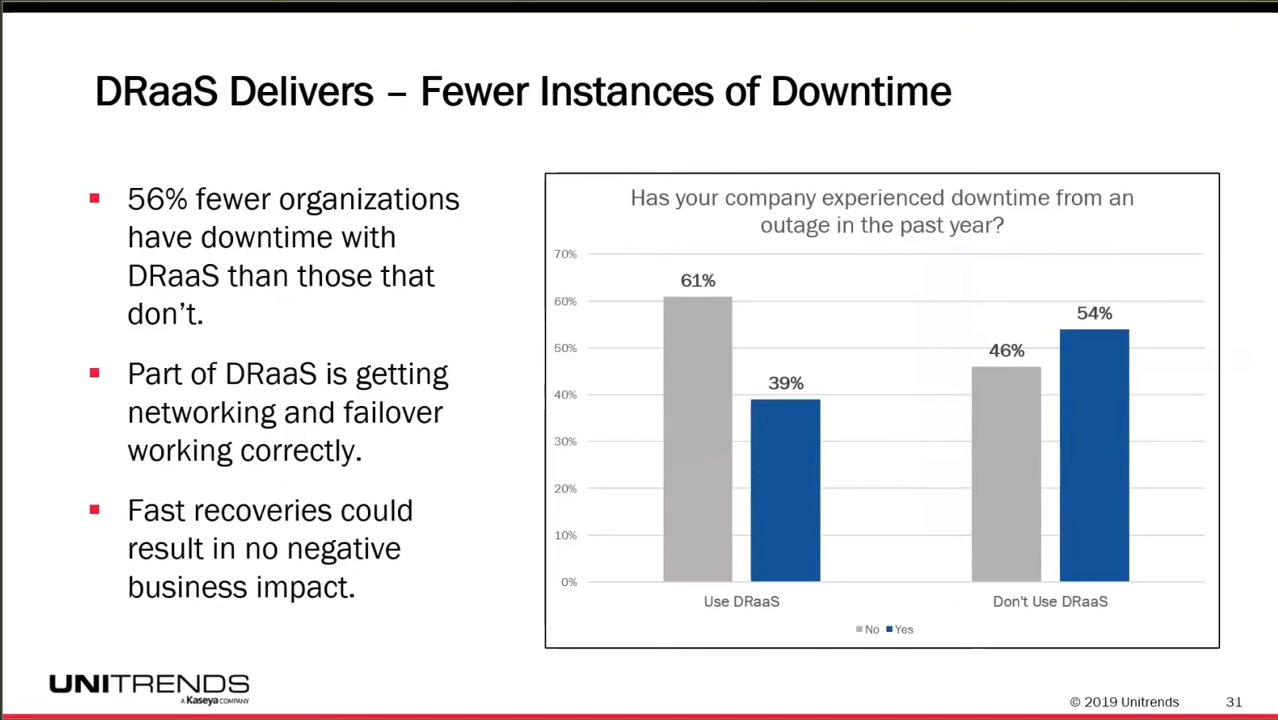 DRaaS Delivers – Fewer Instances of Downtime
56% fewer organizations
have downtime with
DRaaS than those that
don't.
Part of DRaaS is getting
networking and failover
working correctly.
Fast recoveries could
result in no negative
business impact.
Has your company experienced downtime from an
outage in the past year?
70%
60%
50%
40%
30%
20%
10%
0%
61%
39%
46%
54%
Use DRaaS
Don't Use DRaaS
No Yes
UNITRENDS
A Kaseya COMPANY
© 2019 Unitrends
31